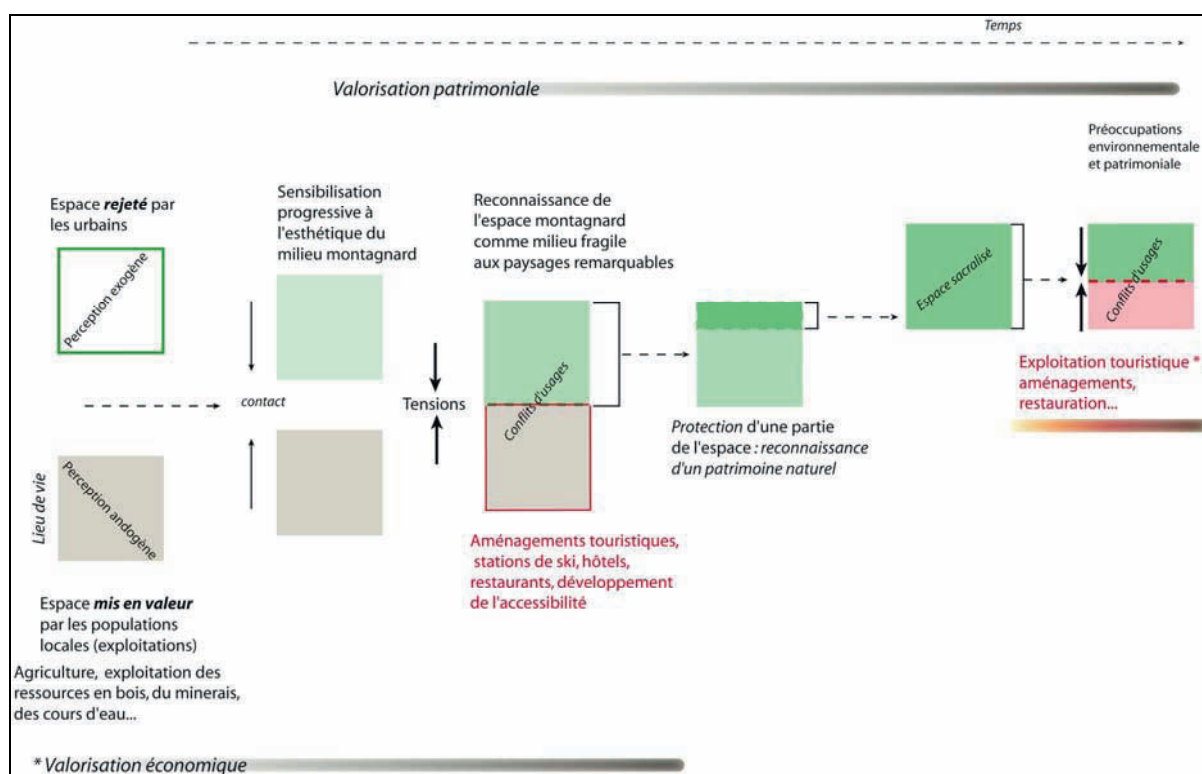 Temps
Valorisation patrimoniale
Préoccupations
environnementale
et patrimoniale
Espace rejeté par
les urbains
Perception exogène
Sensibilisation
progressive à
l'esthétique du
milieu montagnard
Reconnaissance de
l'espace montagnard
comme milieu fragile
aux paysages remarquables
Espace sacralisé
Conflits d'usages
contact
Tensions
Conflits d'usages
Exploitation touristique *
aménagements,
restauration...
Protection d'une partie
de l'espace : reconnaissance
d'un patrimoine naturel
Lieu de vie
Perception andogène
Aménagements touristiques,
stations de ski, hôtels,
restaurants, développement
de l'accessibilité
Espace mis en valeur
par les populations
locales (exploitations)
Agriculture, exploitation des
ressources en bois, du minerais,
des cours d'eau...
* Valorisation économique